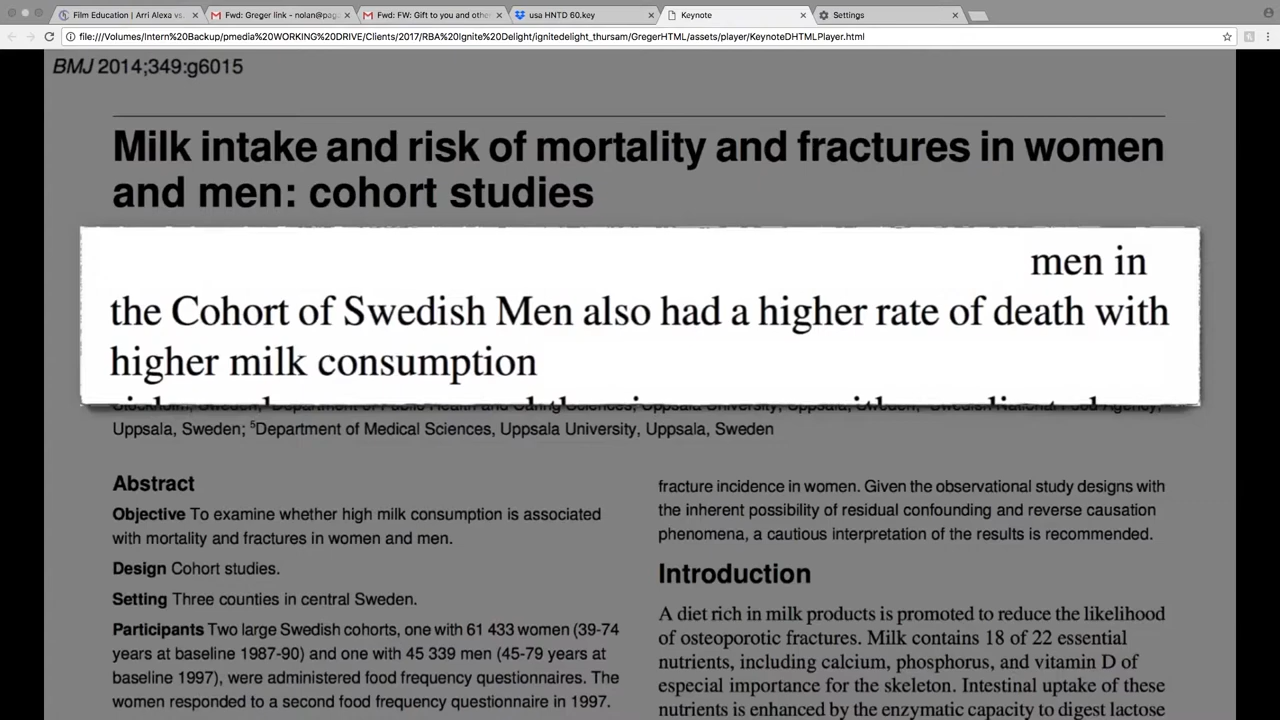 Film Education | Arri Alexa vs.
Fwd: Greger link - nolan@pag
Fwd: FW: Gift to you and othe
usa HNTD 60.key
Keynote
Settings
file:///Volumes/Intern%20Backup/pmedia%20WORKING%20DRIVE/Clients/2017/RBA%20Ignite%20Delight/ignitedelight_thursam/GregerHTML/assets/player/KeynoteDHTMLPlayer.html
BMJ 2014;349:g6015
Milk intake and risk of mortality and fractures in women
and men: cohort studies
men in
the Cohort of Swedish Men also had a higher rate of death with
higher milk consumption
Uppsala, Sweden; ⁵Department of Medical Sciences, Uppsala University, Uppsala, Sweden
Abstract
Objective To examine whether high milk consumption is associated
with mortality and fractures in women and men.
Design Cohort studies.
Setting Three counties in central Sweden.
Participants Two large Swedish cohorts, one with 61 433 women (39-74
years at baseline 1987-90) and one with 45 339 men (45-79 years at
baseline 1997), were administered food frequency questionnaires. The
women responded to a second food frequency questionnaire in 1997.
fracture incidence in women. Given the observational study designs with
the inherent possibility of residual confounding and reverse causation
phenomena, a cautious interpretation of the results is recommended.
Introduction
A diet rich in milk products is promoted to reduce the likelihood
of osteoporotic fractures. Milk contains 18 of 22 essential
nutrients, including calcium, phosphorus, and vitamin D of
especial importance for the skeleton. Intestinal uptake of these
nutrients is enhanced by the enzymatic capacity to digest lactose